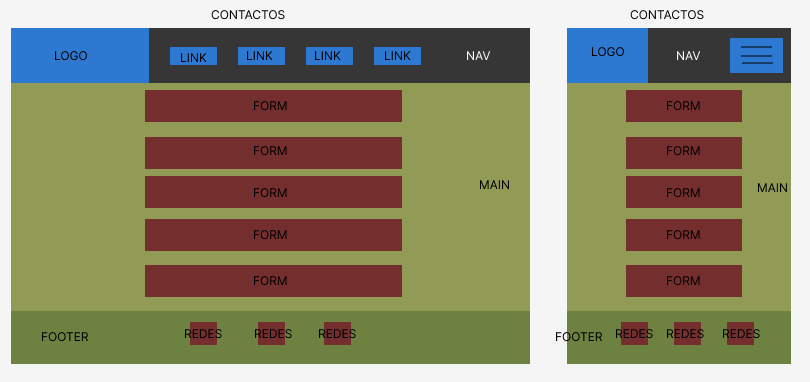 CONTACTOS
LOGO
LINK
LINK
LINK
LINK
NAV
FORM
FORM
FORM
FORM
FORM
MAIN
FOOTER
REDES
REDES
REDES
CONTACTOS
LOGO
NAV
FORM
FORM
FORM
FORM
FORM
MAIN
FOOTER
REDES
REDES
REDES